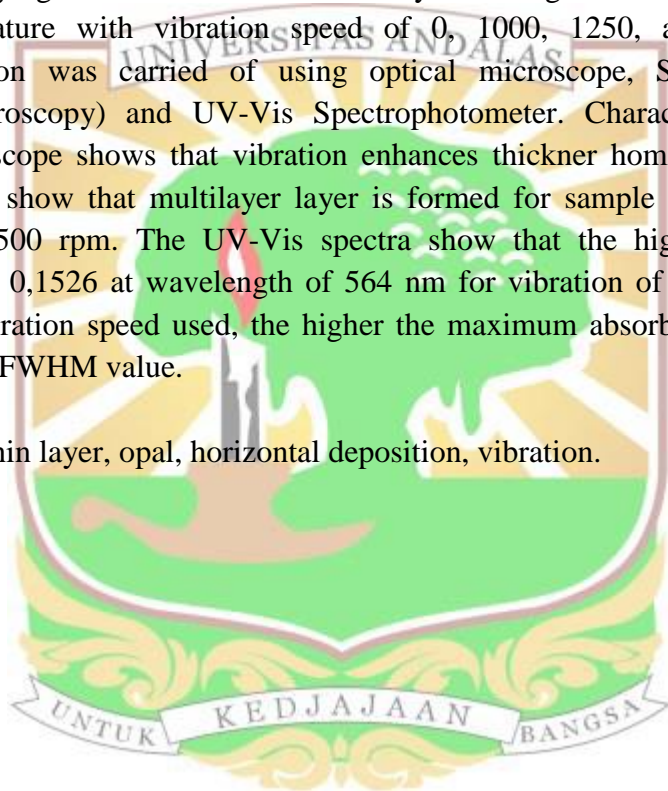 ature with vibration speed of 0, 1000, 1250, a
on was carried of using optical microscope, S
roscopy) and UV-Vis Spectrophotometer. Charac
scope shows that vibration enhances thickner hom
show that multilayer layer is formed for sample
500 rpm. The UV-Vis spectra show that the hig
0,1526 at wavelength of 564 nm for vibration of
ration speed used, the higher the maximum absorb
FWHM value.
in layer, opal, horizontal deposition, vibration.
UNIVERSITAS ANDALAS
UNTUK KEDJAJAAN BANGSA